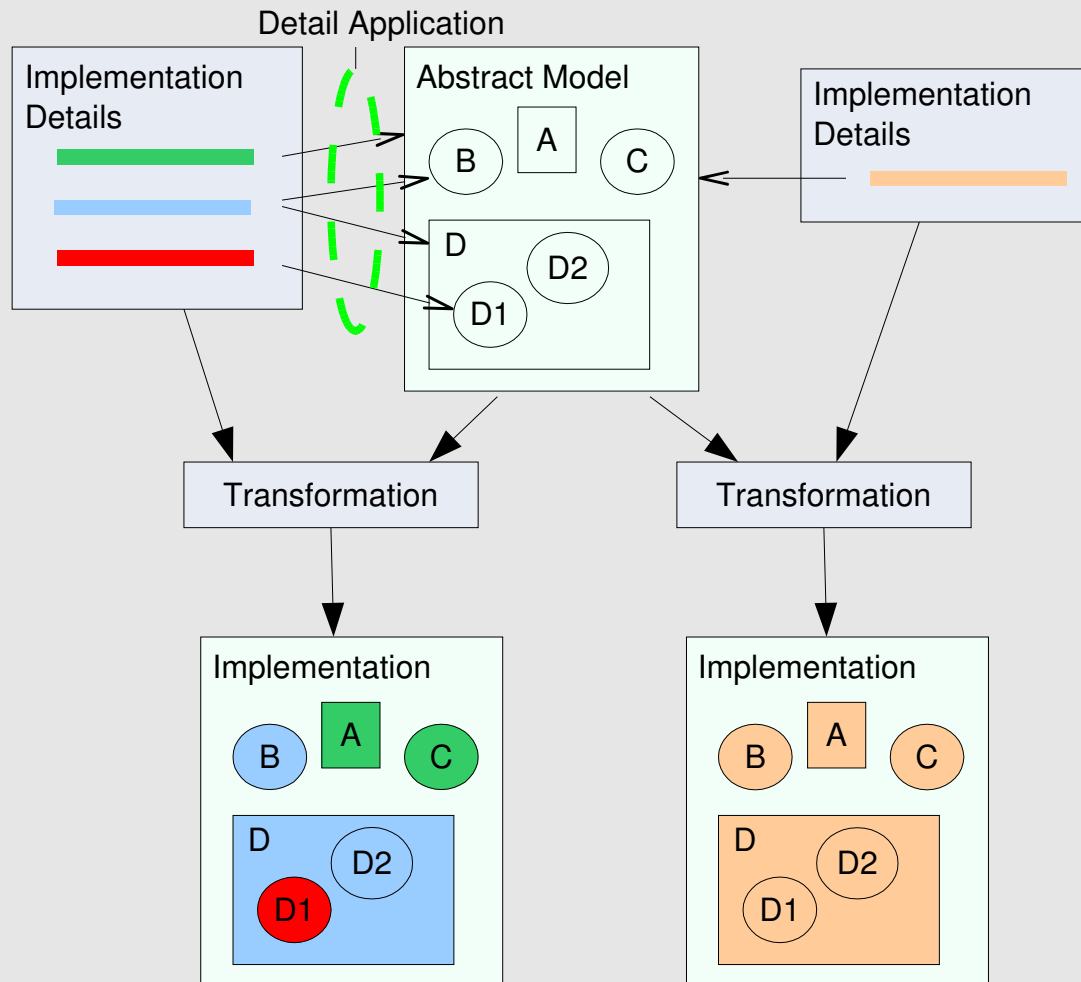 Detail Application
Implementation
Details
Abstract Model
A
B
C
D
D2
D1
Implementation
Details
Transformation
Transformation
Implementation
A
B
C
D
D2
D1
Implementation
A
B
C
D
D2
D1